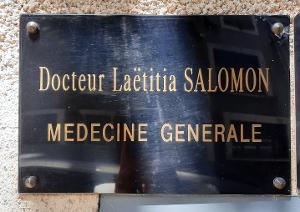 Docteur Laëtitia SALOMON
MEDECINE GENERALE